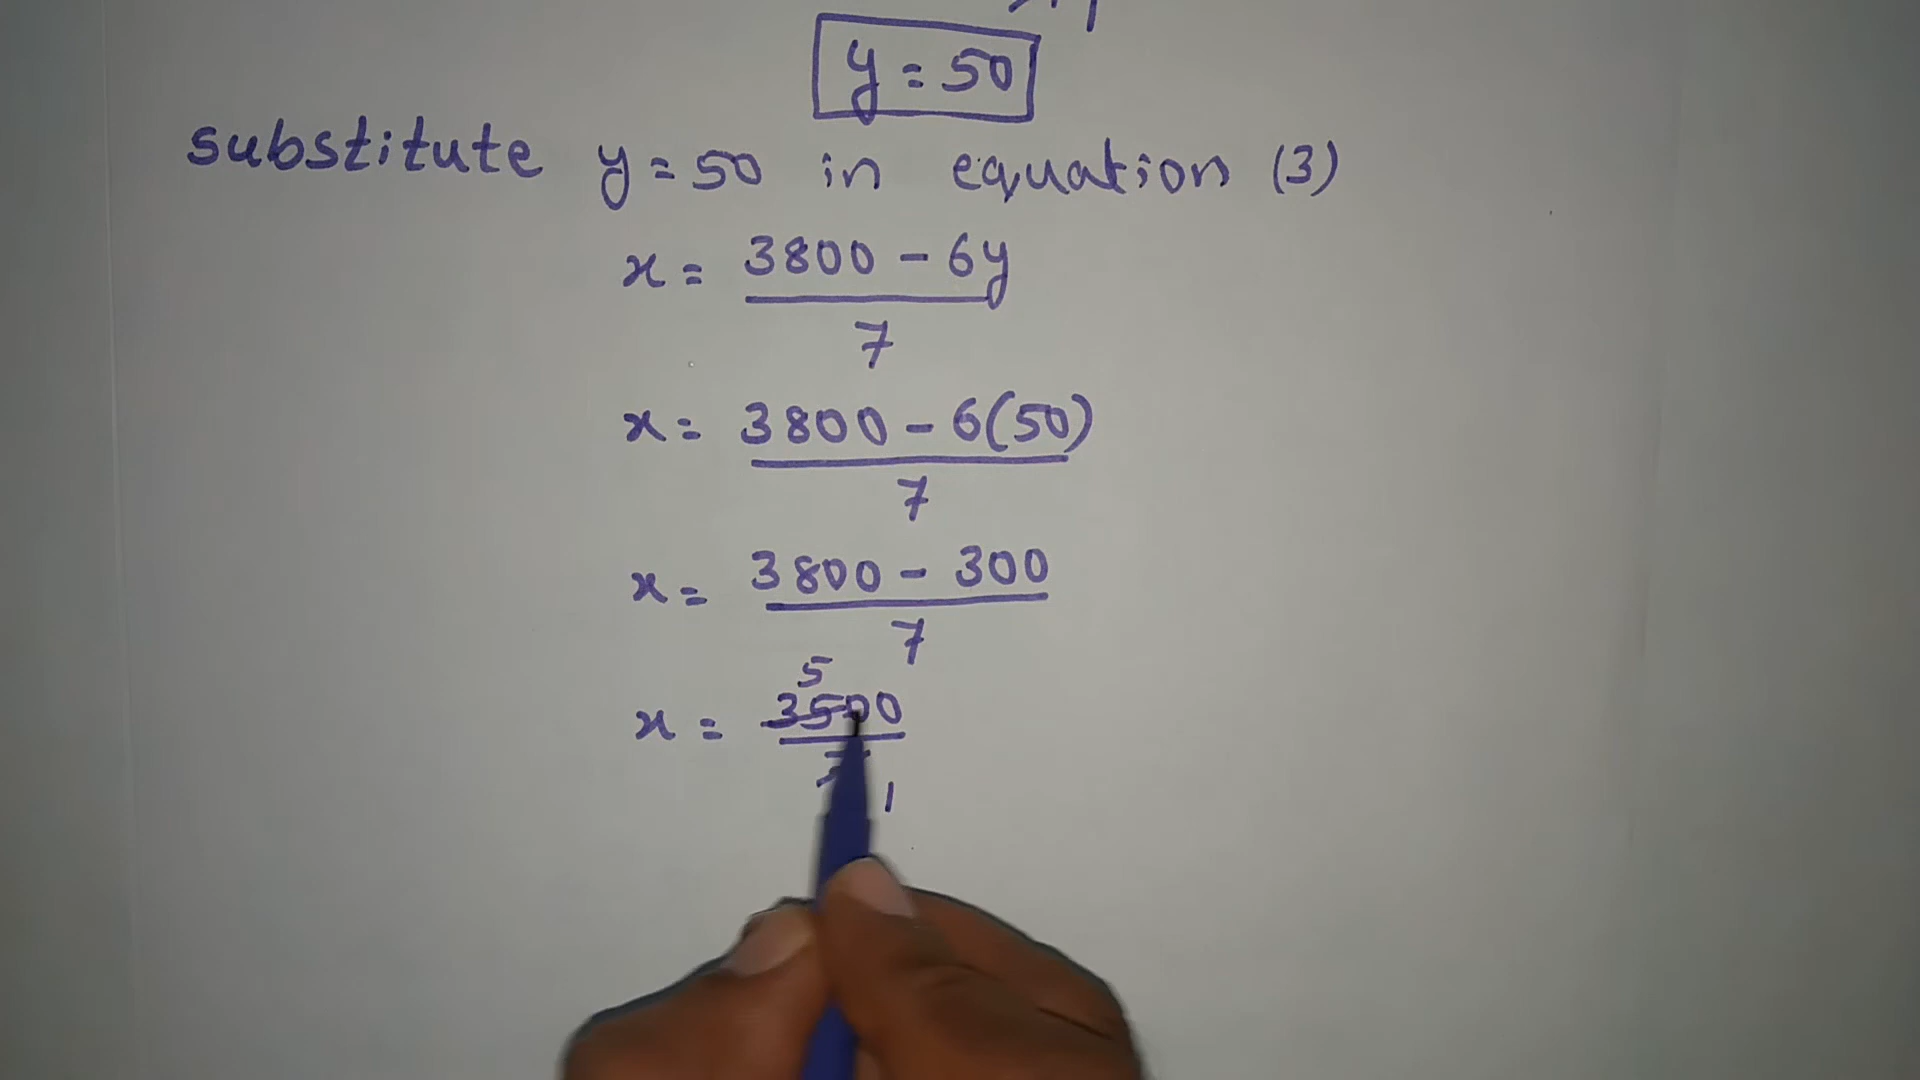 y = 50
substitute y = 50 in equation (3)
x = 3800 - 6y
7
x = 3800 - 6(50)
7
x = 3800 - 300
7
5
x = 3500
7
1